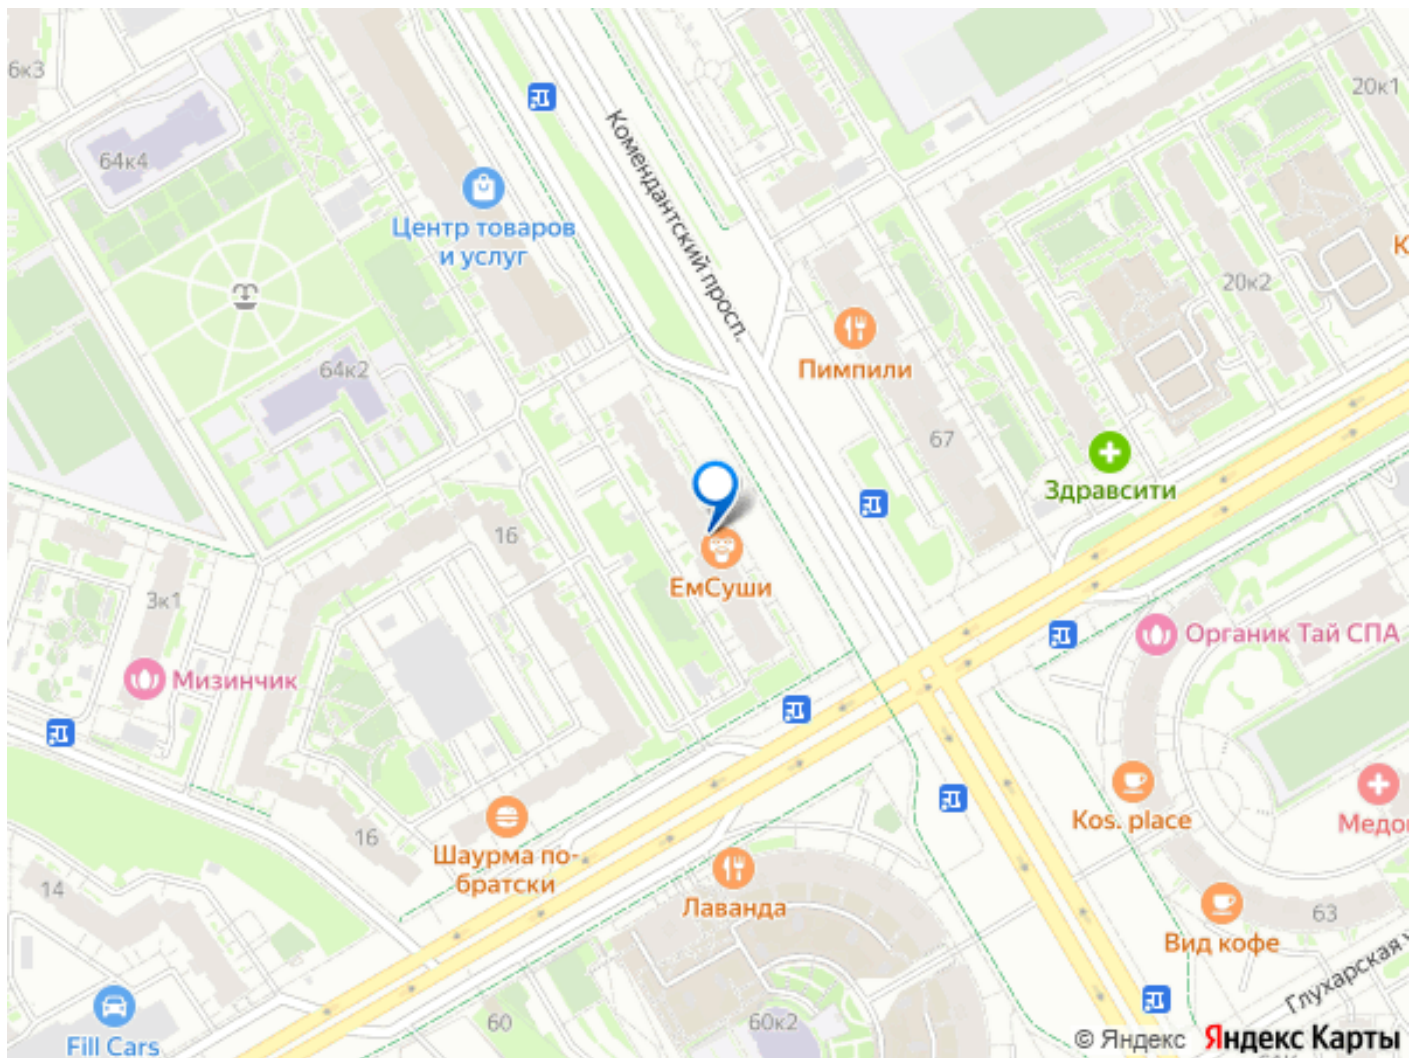 6к3
20к1
Комендантский просп.
64к4
Центр товаров
и услуг
К
20к2
64к2
Пимпили
67
Здравсити
16
ЕмСуши
3к1
Органик Тай СПА
Мизинчик
Kos. place
Медо
16
Шаурма по-
братски
14
Лаванда
63
Вид кофе
Глухарская
60
60к2
Fill Cars
© Яндекс Яндекс Карты